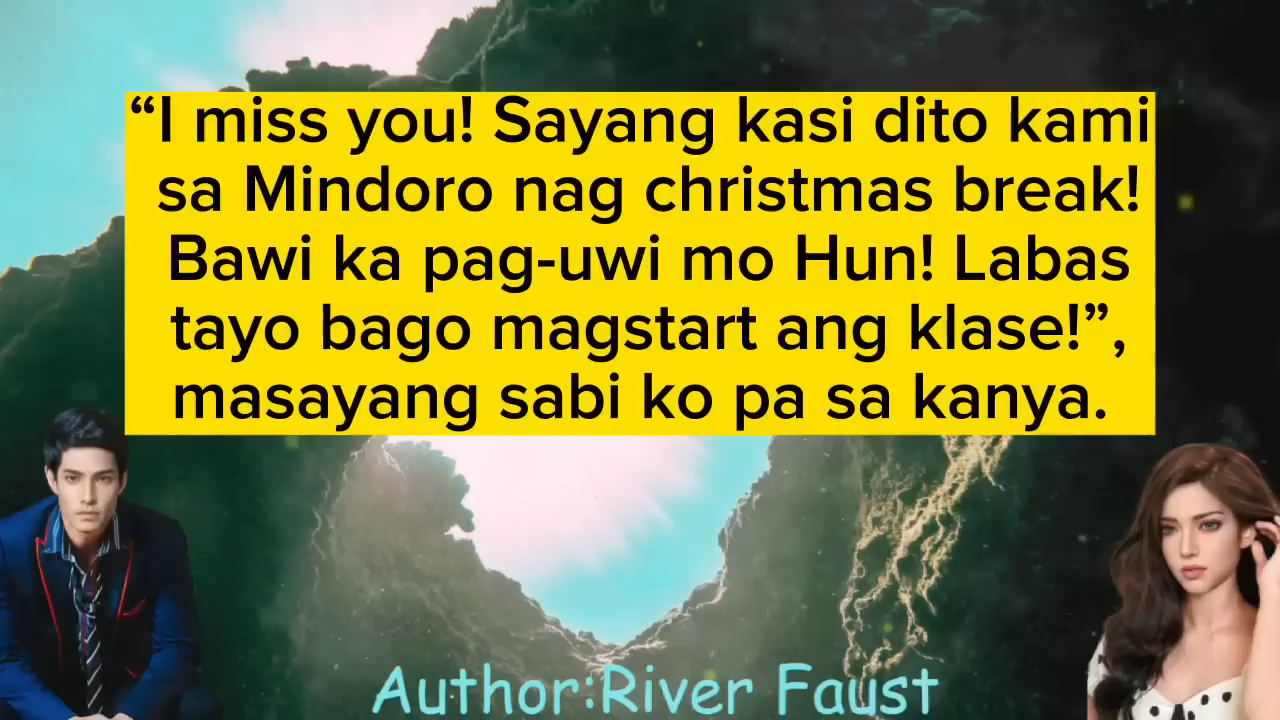 “I miss you! Sayang kasi dito kami
sa Mindoro nag christmas break!
Bawi ka pag-uwi mo Hun! Labas
tayo bago magstart ang klase!”,
masayang sabi ko pa sa kanya.
Author:River Faust